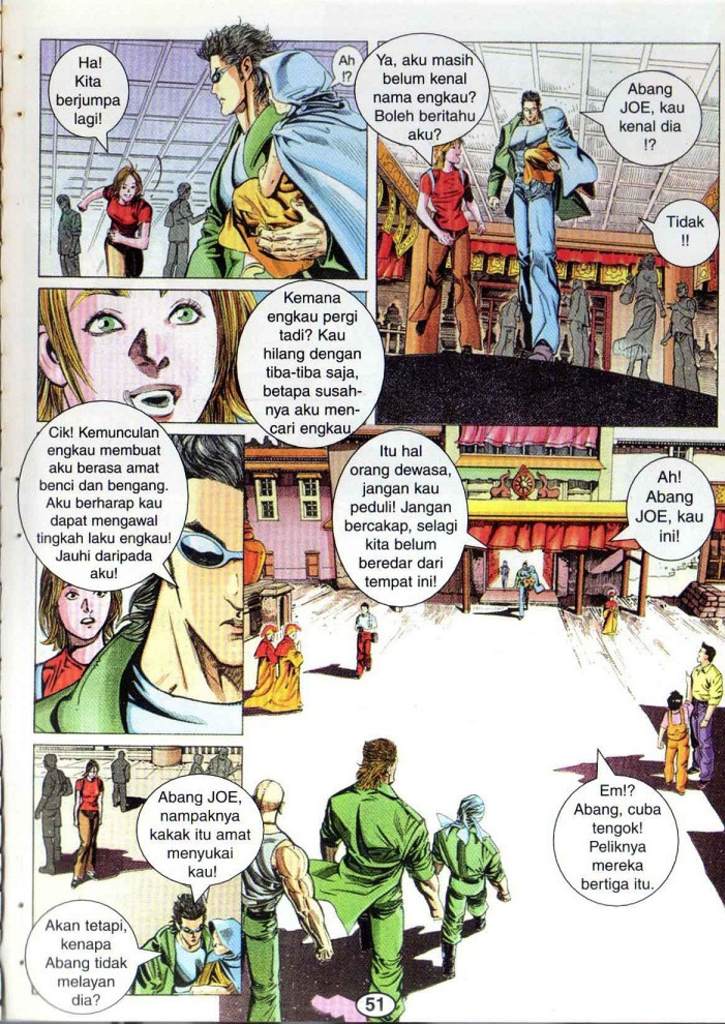 Ha!
Kita
berjumpa
lagi!
Ah
!?
Ya, aku masih
belum kenal
nama engkau?
Boleh beritahu
aku?
Abang
JOE, kau
kenal dia
!?
Tidak
!!
Kemana
engkau pergi
tadi? Kau
hilang dengan
tiba-tiba saja,
betapa susah-
nya aku men-
cari engkau.
Cik! Kemunculan
engkau membuat
aku berasa amat
benci dan bengang.
Aku berharap kau
dapat mengawal
tingkah laku engkau!
Jauhi daripada
aku!
Itu hal
orang dewasa,
jangan kau
peduli! Jangan
bercakap, selagi
kita belum
beredar dari
tempat ini!
Ah!
Abang
JOE, kau
ini!
Abang JOE,
nampaknya
kakak itu amat
menyukai
kau!
Akan tetapi,
kenapa
Abang tidak
melayan
dia?
Em!?
Abang, cuba
tengok!
Peliknya
mereka
bertiga itu.
51